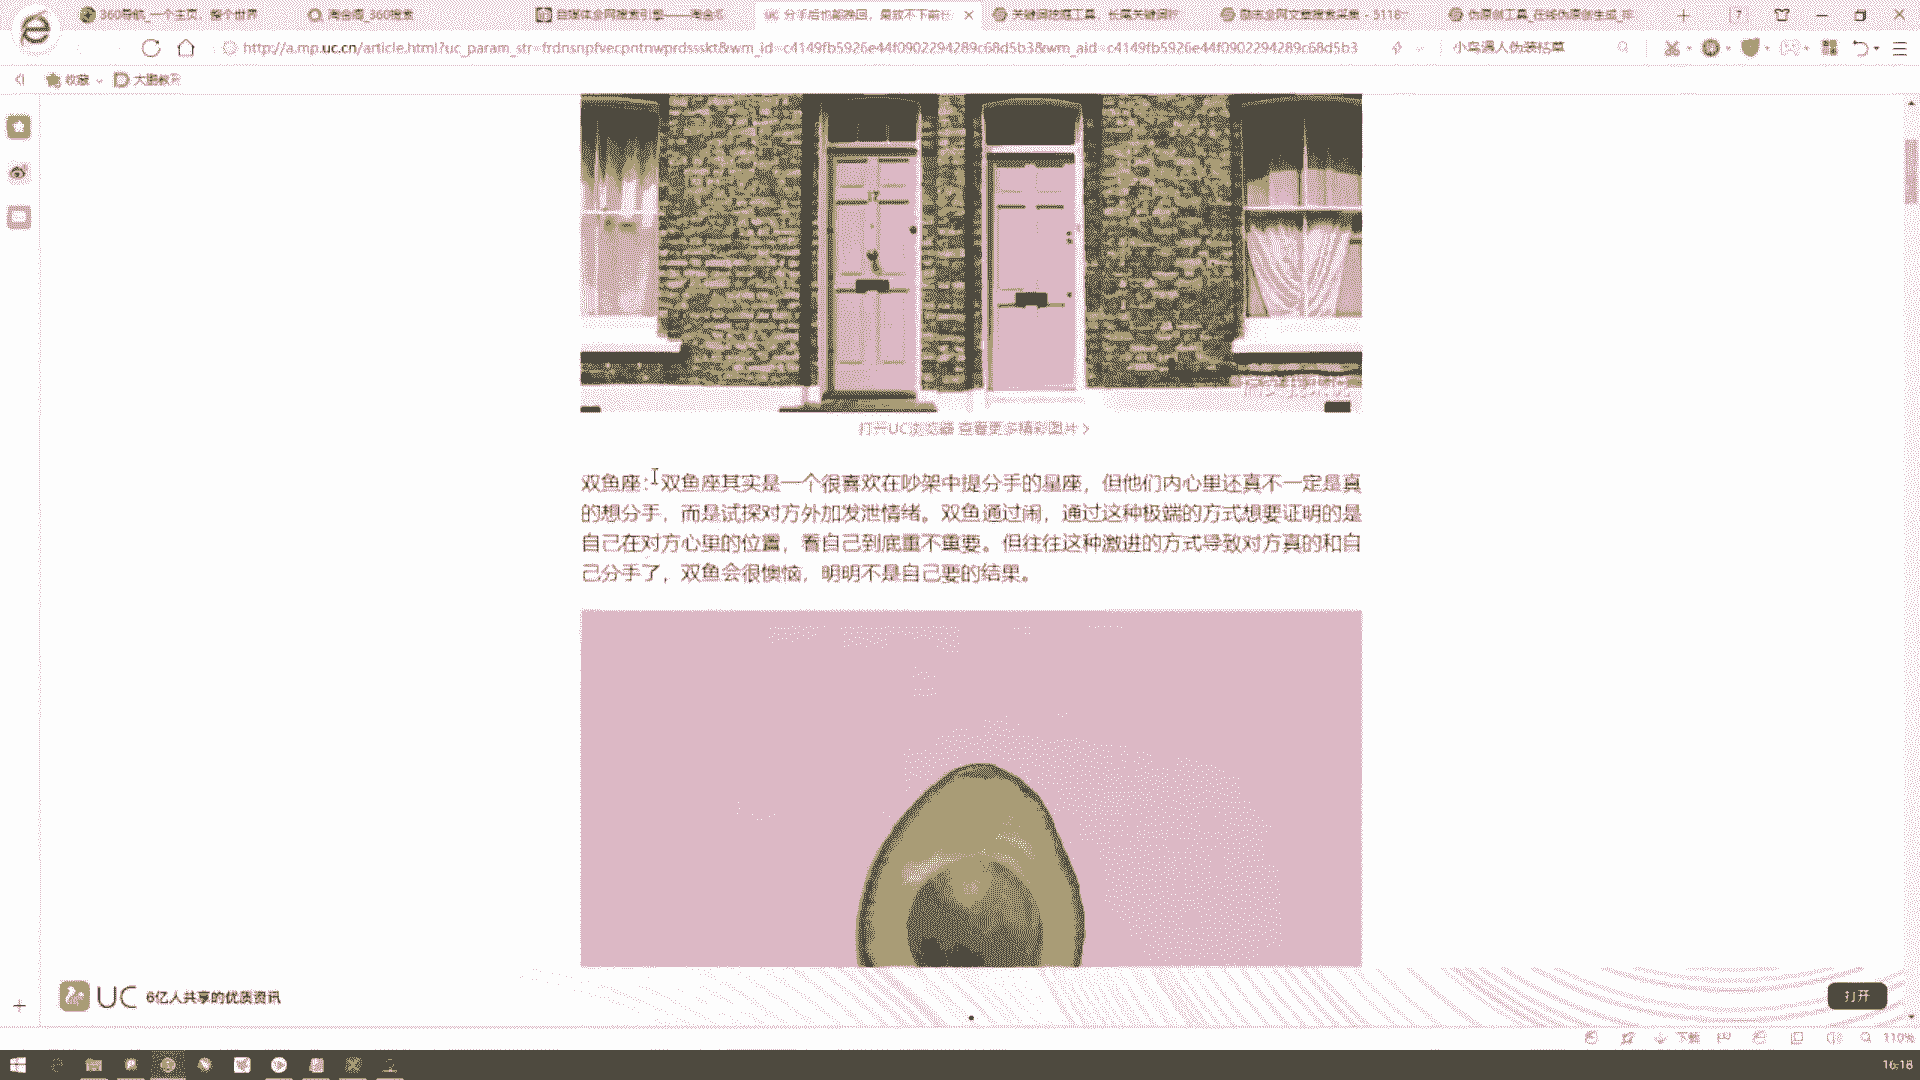 360导航_一个主页，整个世界
淘金阁_360搜索
自媒体全网搜索引擎——淘金阁
UC 分手后也能挽回，最放不下前任
关键词挖掘工具，长尾关键词挖
全网文章搜索采集 - 5118
伪原创工具_在线伪原创生成
7
http://a.mp.uc.cn/article.html?uc_param_str=frdnsnpfvecpntnwprdssskt&wm_id=c4149fb5926e44f0902294289c68d5b3&wm_aid=c4149fb5926e44f0902294289c68d5b3
小鸟遇人伪装枯草
收藏
17
打开UC浏览器 查看更多精彩图片 >
双鱼座：双鱼座其实是一个很喜欢在吵架中提分手的星座，但他们内心里还真不一定是真
的想分手，而是试探对方外加发泄情绪。双鱼通过闹，通过这种极端的方式想要证明的是
自己在对方心里的位置，看自己到底重不重要。但往往这种激进的方式导致对方真的和自
己分手了，双鱼会很懊恼，明明不是自己要的结果。
UC 6亿人共享的优质资讯
打开
下载
110%
16:18